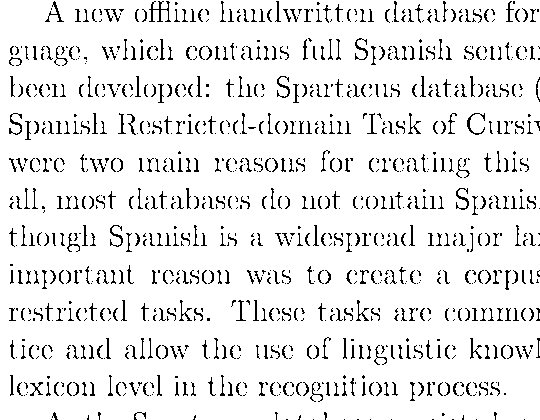 A new offline handwritten database for
guage, which contains full Spanish senten
been developed: the Spartacus database (
Spanish Restricted-domain Task of Cursiv
were two main reasons for creating this
all, most databases do not contain Spanis
though Spanish is a widespread major la
important reason was to create a corpus
restricted tasks. These tasks are common
tice and allow the use of linguistic knowl
lexicon level in the recognition process.